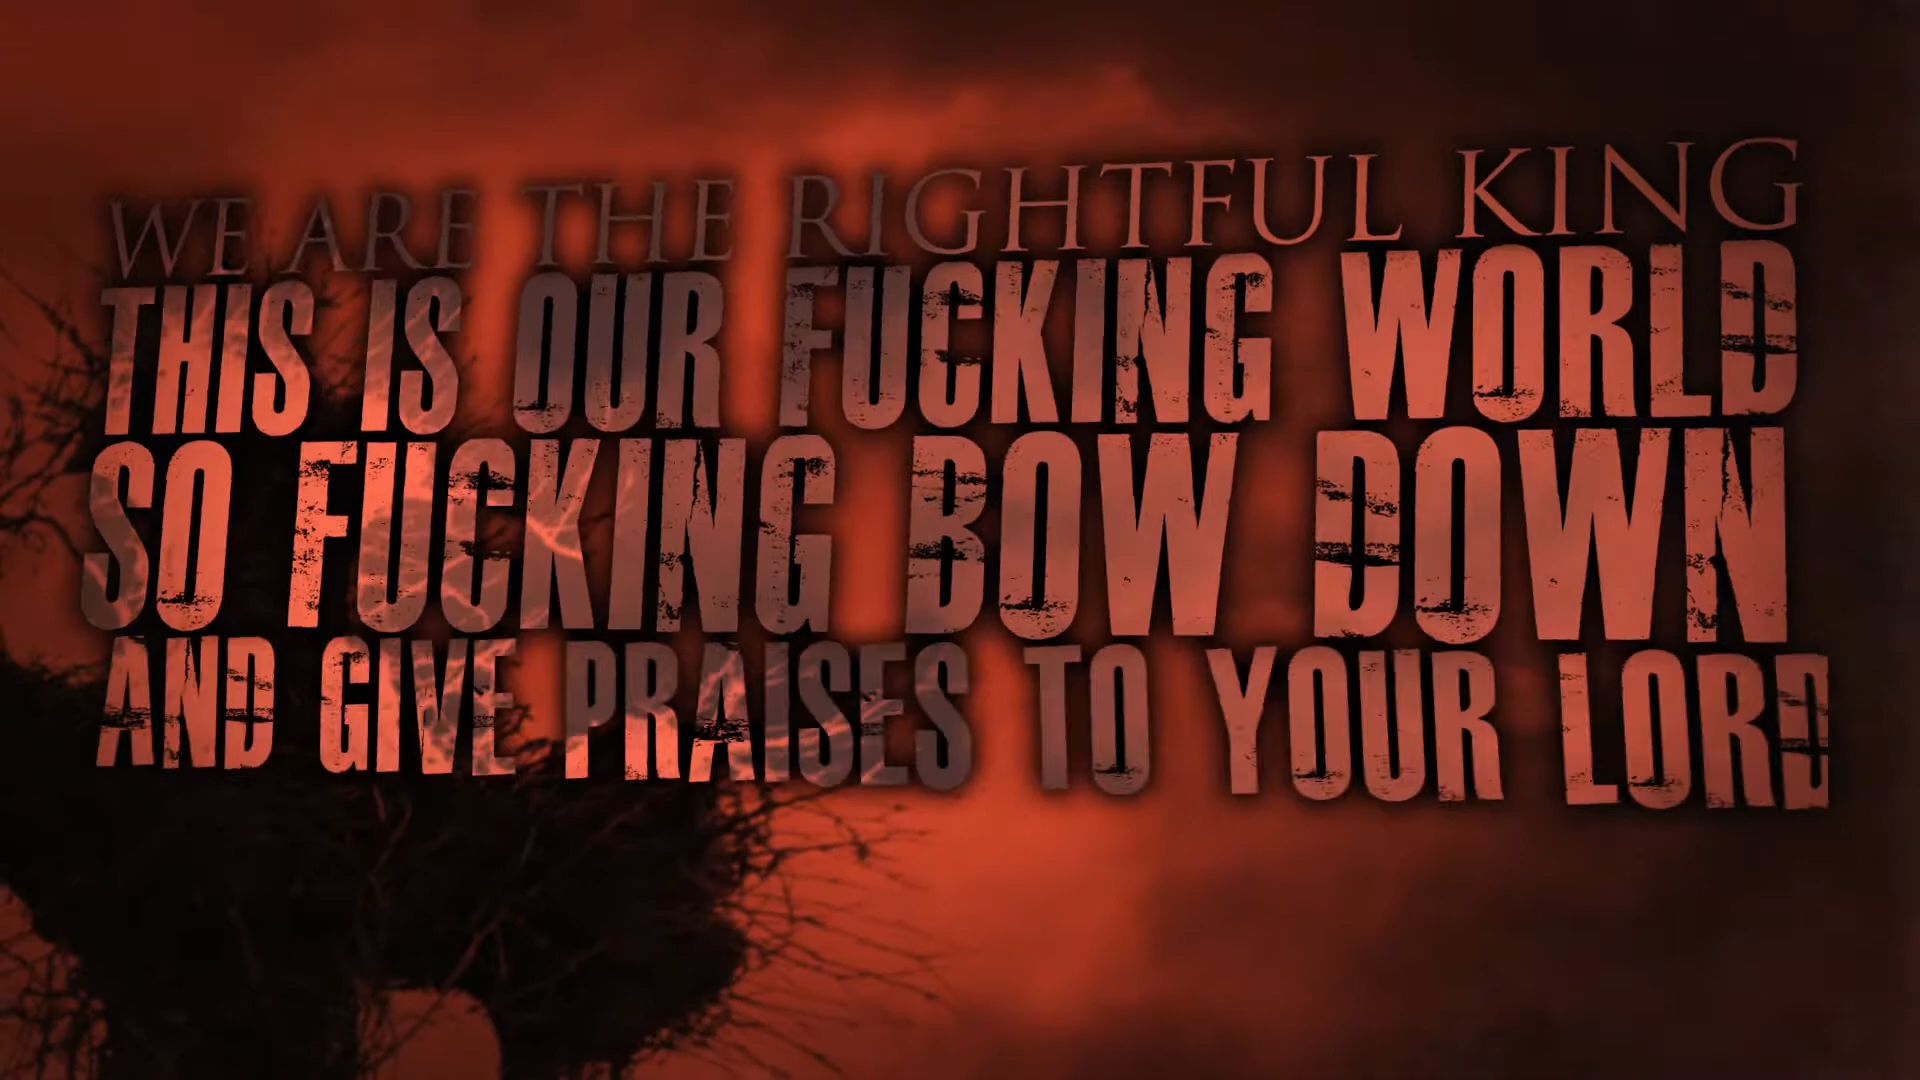 WE ARE THE RIGHTFUL KING
THIS IS OUR FUCKING WORLD
SO FUCKING BOW DOWN
AND GIVE PRAISES TO YOUR LORD